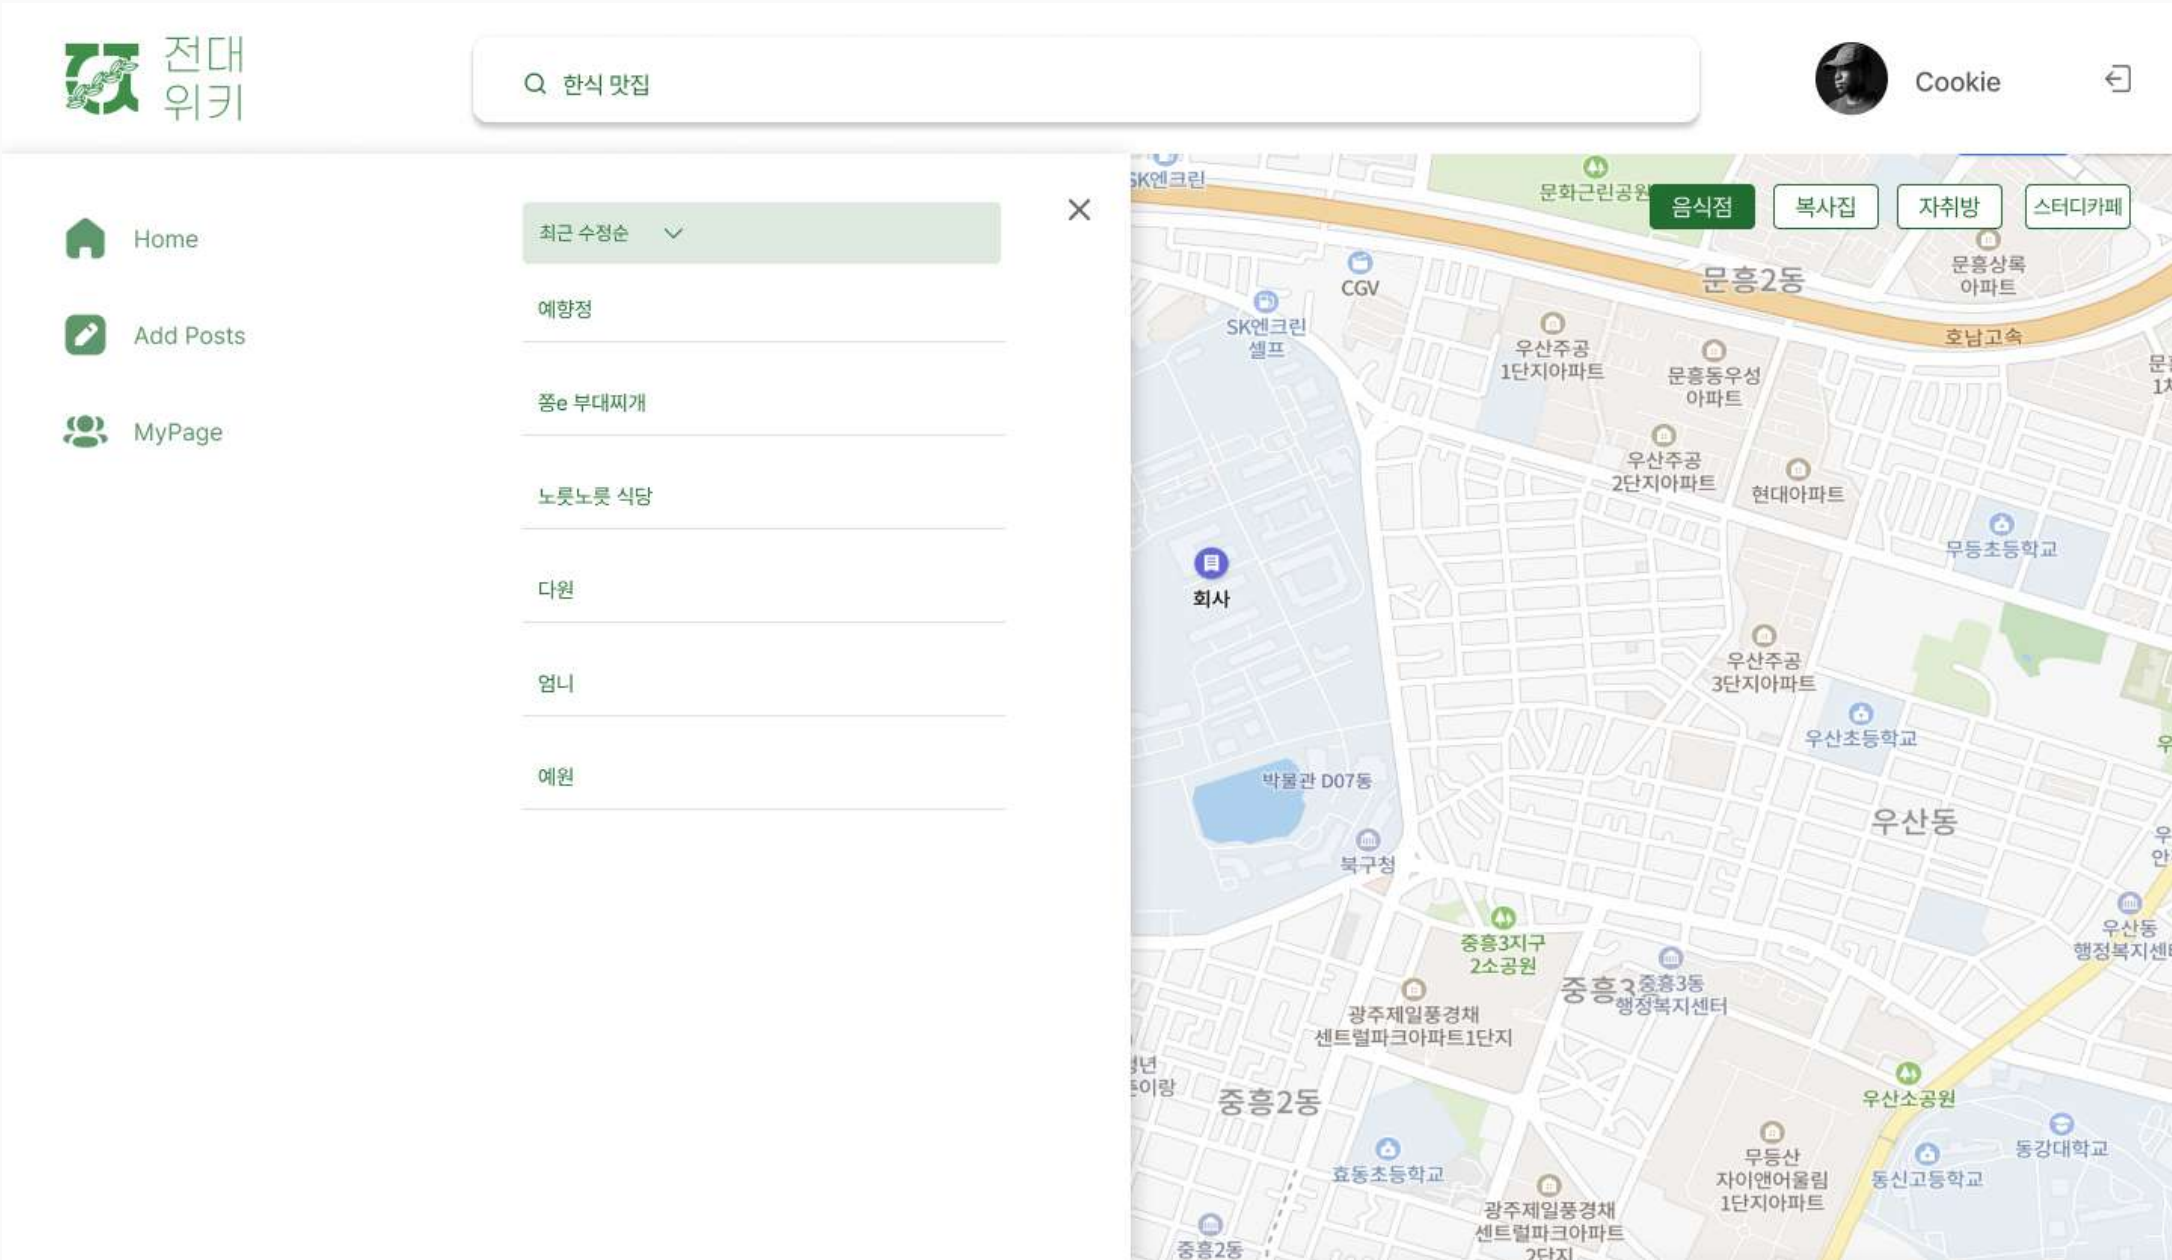 전대
위키
한식 맛집
Cookie
Home
Add Posts
MyPage
최근 수정순
예향정
쫑e 부대찌개
노릇노릇 식당
다원
엄니
예원
음식점
복사집
자취방
스터디카페
SK엔크린
문화근린공원
CGV
문흥2동
문흥상록
아파트
SK엔크린
셀프
호남고속
우산주공
1단지아파트
문흥동우성
아파트
우산주공
2단지아파트
현대아파트
무등초등학교
회사
우산주공
3단지아파트
우산초등학교
박물관 D07동
우산동
북구청
중흥3지구
2소공원
우산동
행정복지센터
중흥3
중흥3동
행정복지센터
광주제일풍경채
센트럴파크아파트1단지
중흥2동
우산소공원
효동초등학교
무등산
자이앤어울림
1단지아파트
동강대학교
동신고등학교
광주제일풍경채
센트럴파크아파트
2단지
중흥2동